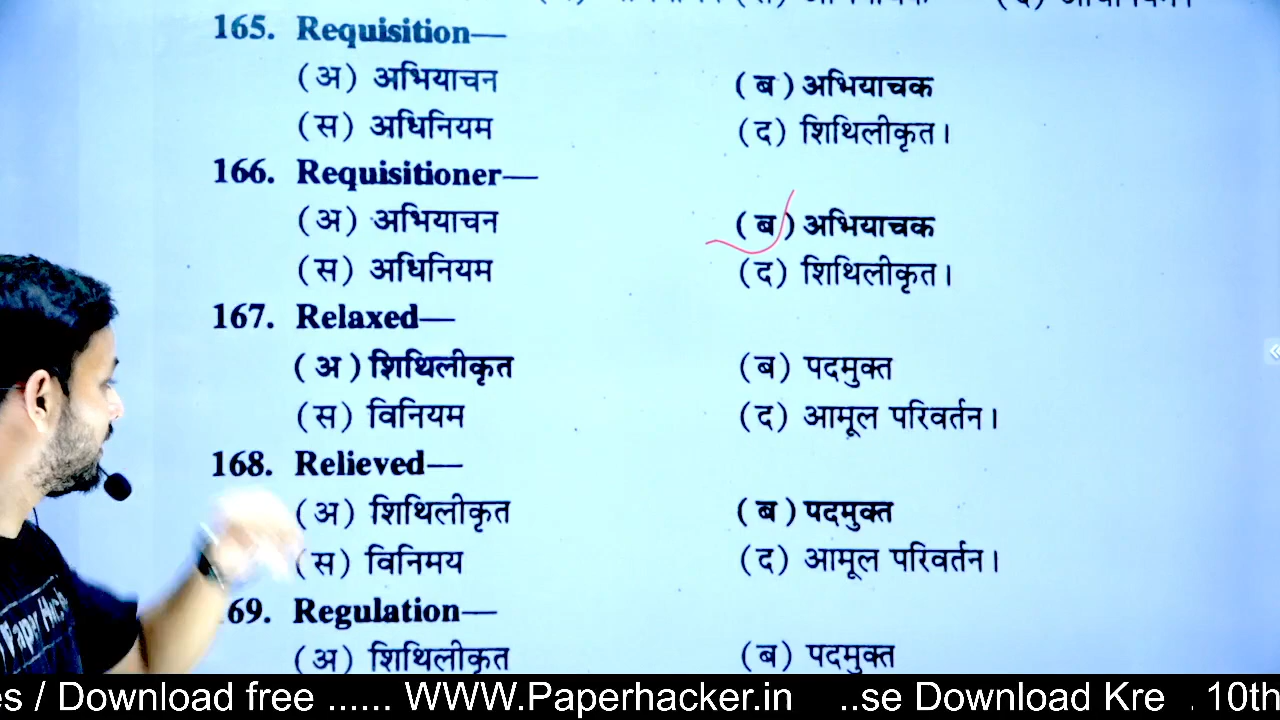 165. Requisition—
(अ) अभियाचन (ब) अभियाचक
(स) अधिनियम (द) शिथिलीकृत।
166. Requisitioner—
(अ) अभियाचन (ब) अभियाचक
(स) अधिनियम (द) शिथिलीकृत।
167. Relaxed—
(अ) शिथिलीकृत (ब) पदमुक्त
(स) विनियम (द) आमूल परिवर्तन।
168. Relieved—
(अ) शिथिलीकृत (ब) पदमुक्त
(स) विनिमय (द) आमूल परिवर्तन।
69. Regulation—
(अ) शिथिलीकृत (ब) पदमुक्त
Paper
es / Download free ...... WWW.Paperhacker.in ..se Download Kre . 10th